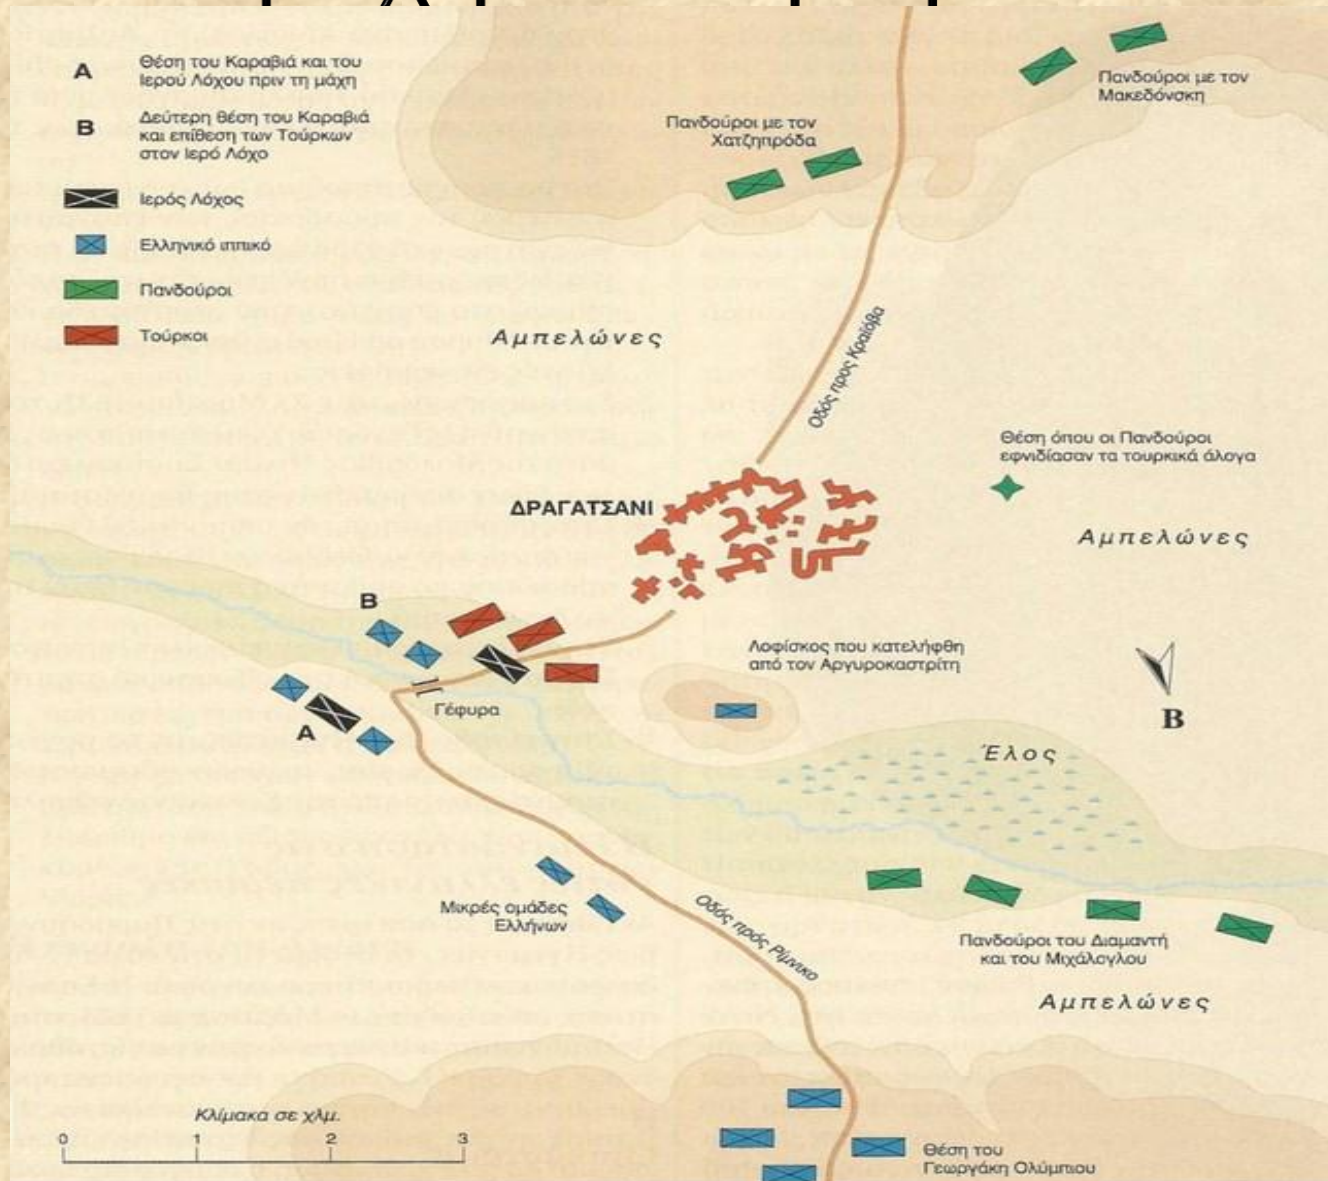 A
Θέση του Καραβιά και του
Ιερού Λόχου πριν τη μάχη
B
Δεύτερη θέση του Καραβιά
και επίθεση των Τούρκων
στον Ιερό Λόχο
Ιερός Λόχος
Ελληνικό ιππικό
Πανδούροι
Τούρκοι
Πανδούροι με τον
Μακεδόνσκη
Πανδούροι με τον
Χατζηπρόδα
Αμπελώνες
Οδός προς Κραϊόβα
Θέση όπου οι Πανδούροι
εφνιδίασαν τα τουρκικά άλογα
ΔΡΑΓΑΤΣΑΝΙ
Αμπελώνες
B
Λοφίσκος που κατελήφθη
από τον Αργυροκαστρίτη
Γέφυρα
A
Β
Έλος
Μικρές ομάδες
Ελλήνων
Οδός πρός Ρίμνικο
Πανδούροι του Διαμαντή
και του Μιχάλογλου
Αμπελώνες
Κλίμακα σε χλμ.
0 1 2 3
Θέση του
Γεωργάκη Ολύμπιου